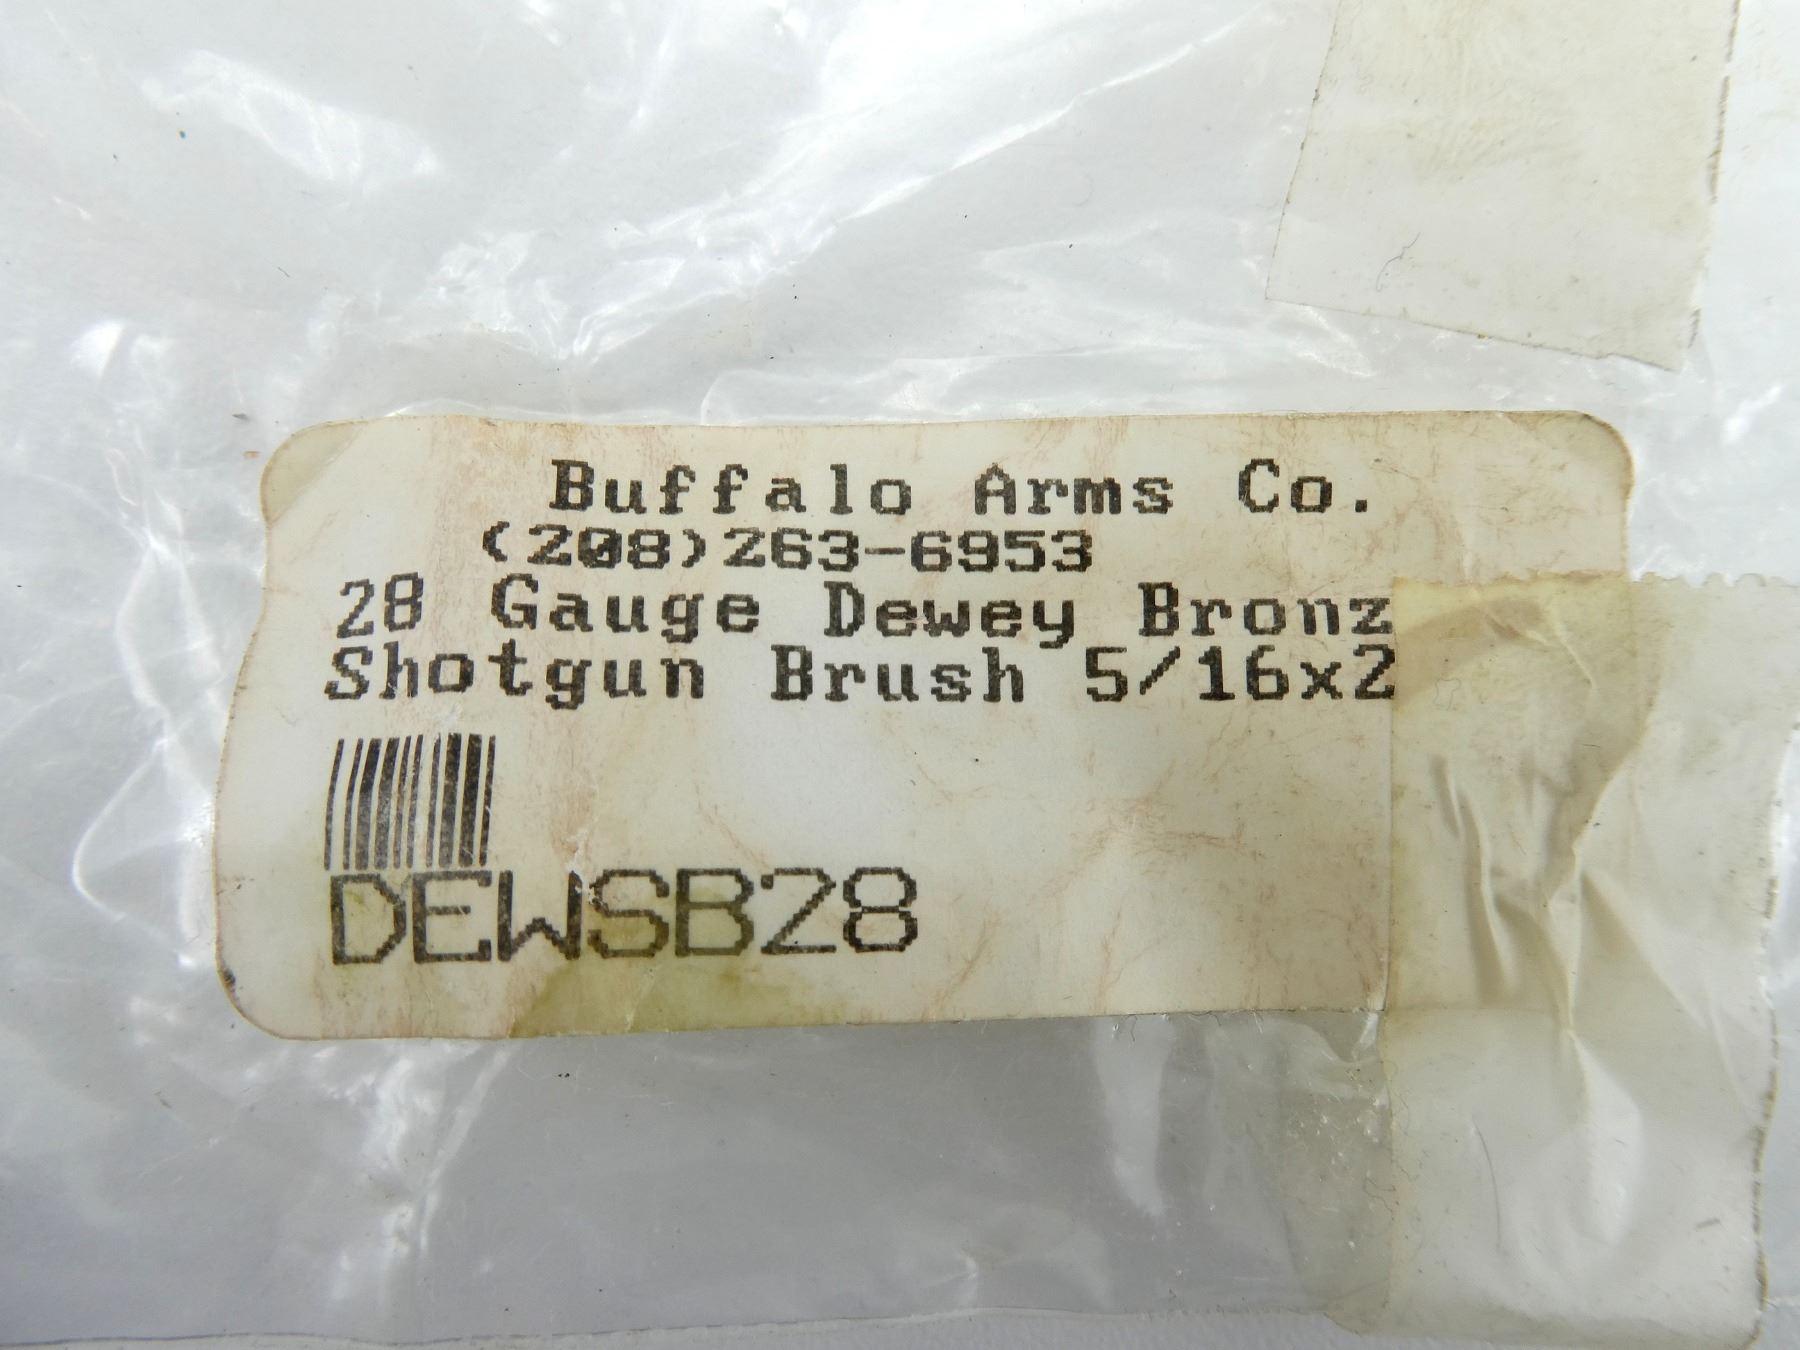 Buffalo Arms Co.
(208)263-6953
28 Gauge Dewey Bronz
Shotgun Brush 5/16x2
DEWSB28